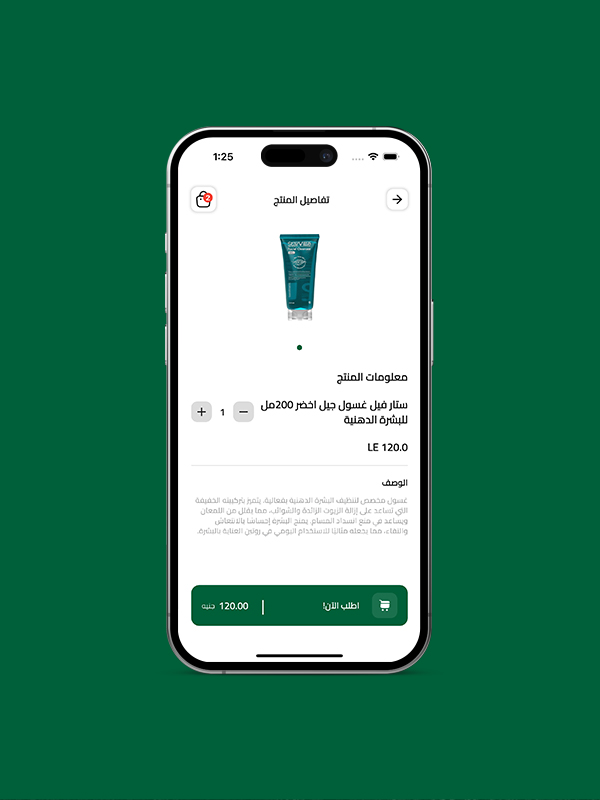 1:25
تفاصيل المنتج
2
معلومات المنتج
ستار فيل غسول جيل اخضر 200مل
للبشرة الدهنية
1
LE 120.0
الوصف
غسول مخصص لتنظيف البشرة الدهنية بفعالية، يتميز بتركيبته الخفيفة
التي تساعد على إزالة الزيوت الزائدة والشوائب، مما يقلل من اللمعان
ويساعد في منع انسداد المسام. يمنح البشرة إحساسًا بالانتعاش
والنقاء، مما يجعله مثاليًا للاستخدام اليومي في روتين العناية بالبشرة.
اطلب الآن!
120.00 جنيه